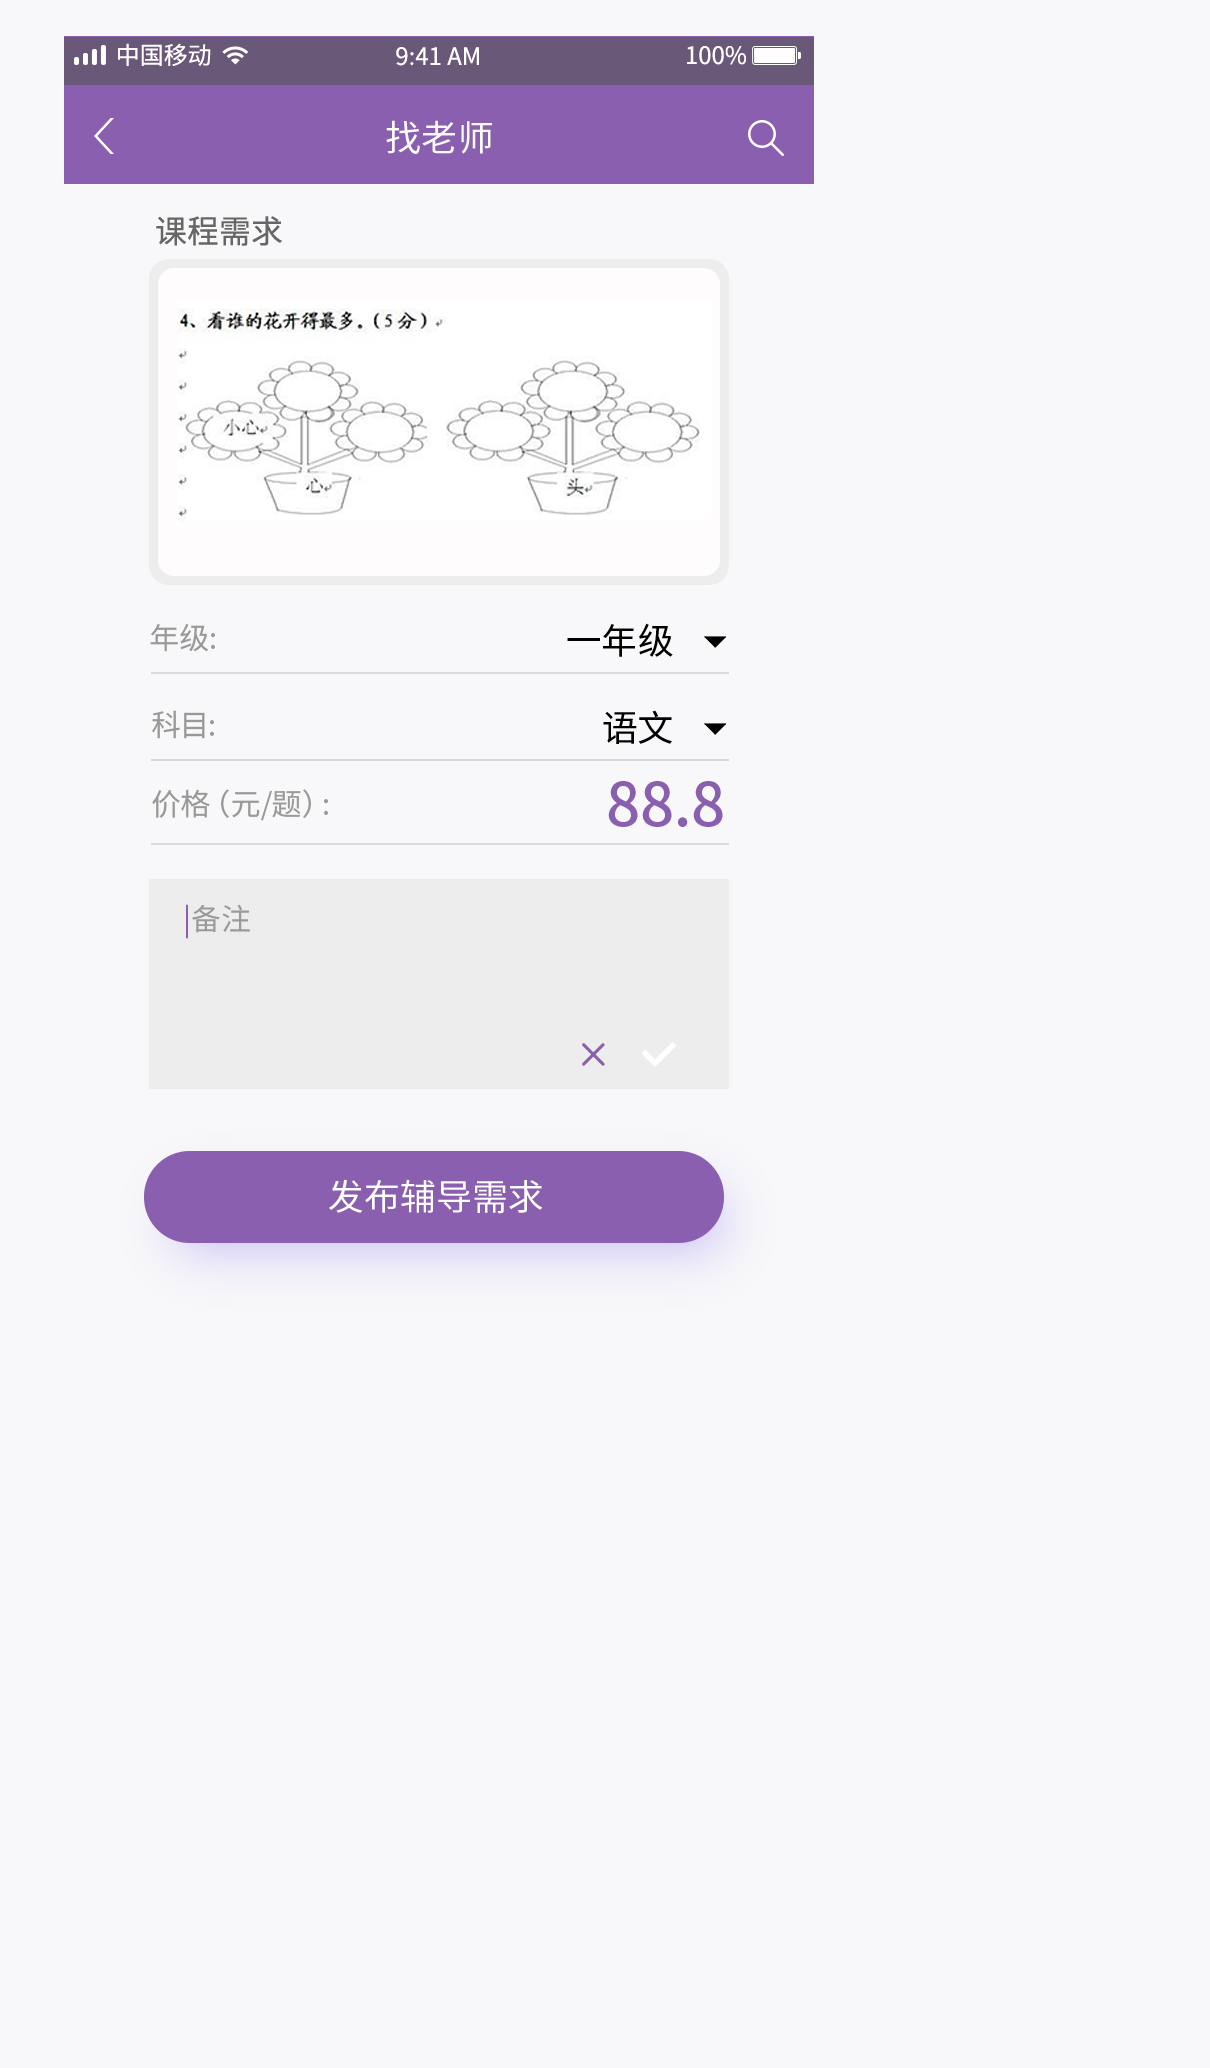 中国移动 9:41 AM 100%
找老师
课程需求
4、看谁的花开得最多。(5 分)
小心
心
头
年级: 一年级
科目: 语文
价格（元/题）: 88.8
备注
发布辅导需求